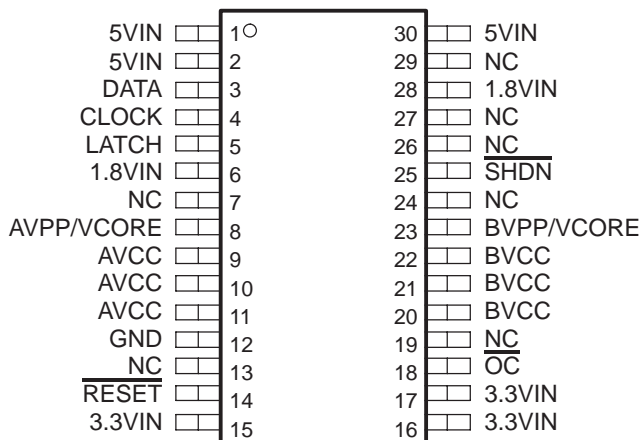 5VIN 1 30 5VIN
5VIN 2 29 NC
DATA 3 28 1.8VIN
CLOCK 4 27 NC
LATCH 5 26 NC
1.8VIN 6 25 SHDN
NC 7 24 NC
AVPP/VCORE 8 23 BVPP/VCORE
AVCC 9 22 BVCC
AVCC 10 21 BVCC
AVCC 11 20 BVCC
GND 12 19 NC
NC 13 18 OC
RESET 14 17 3.3VIN
3.3VIN 15 16 3.3VIN